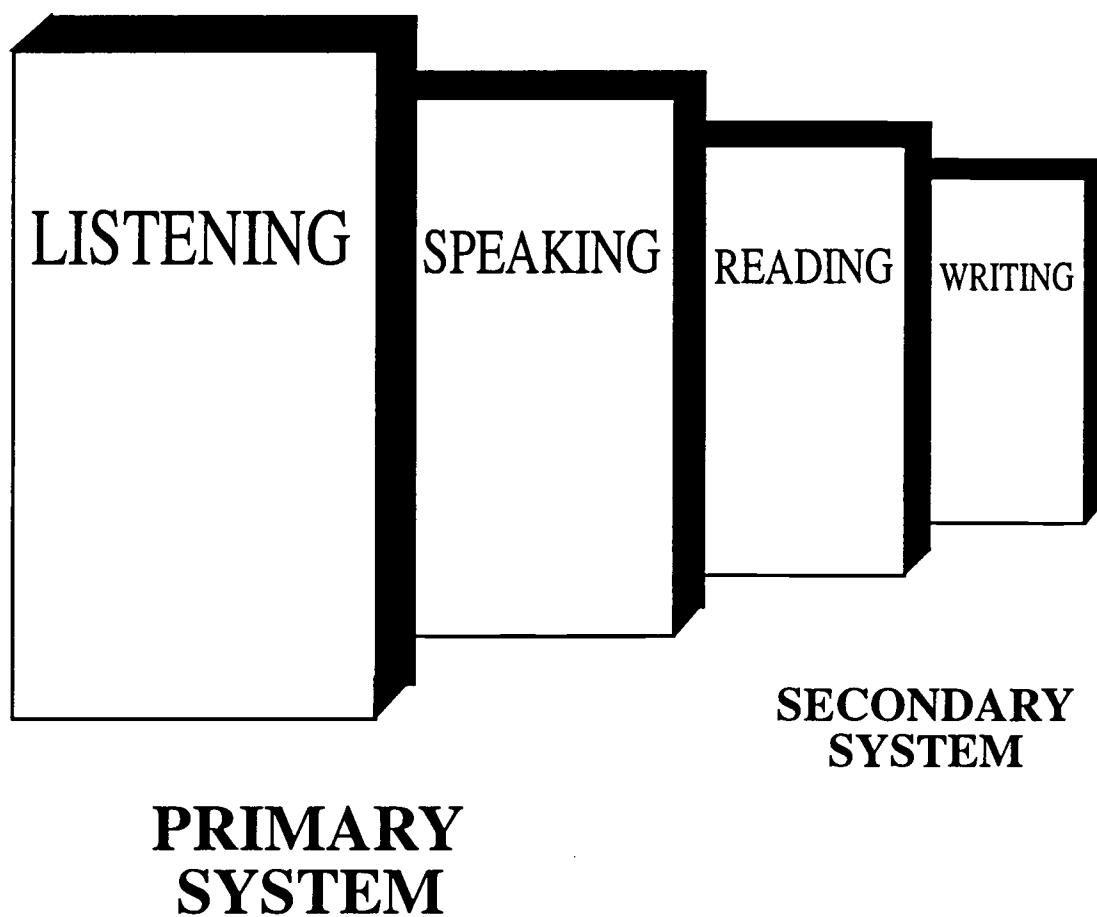 LISTENING
SPEAKING
READING
WRITING
SECONDARY
SYSTEM
PRIMARY
SYSTEM